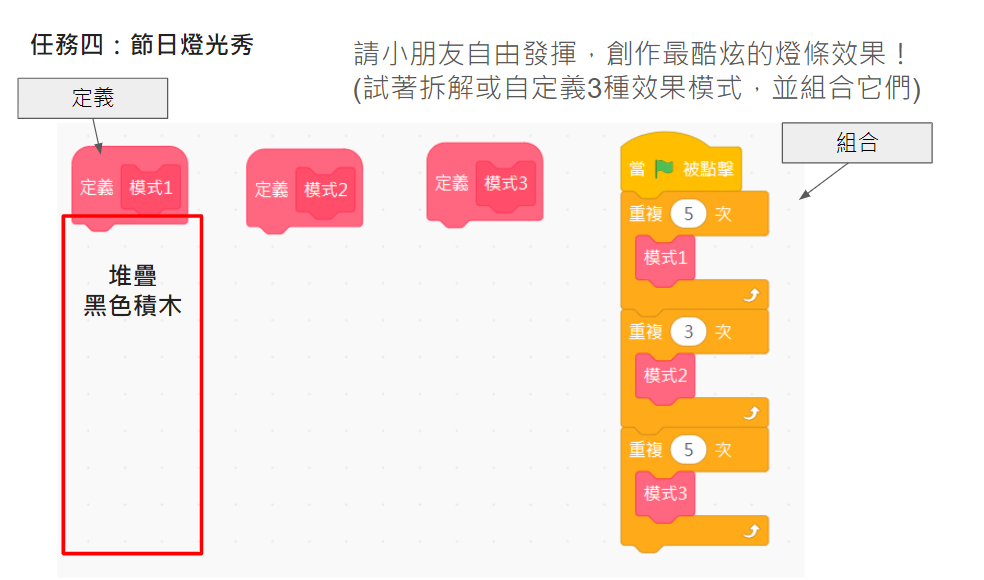 任務四：節日燈光秀
請小朋友自由發揮，創作最酷炫的燈條效果！
(試著拆解或自定義3種效果模式，並組合它們)
定義
組合
定義 模式1
定義 模式2
定義 模式3
堆疊
黑色積木
當 被點擊
重複 5 次
模式1
重複 3 次
模式2
重複 5 次
模式3